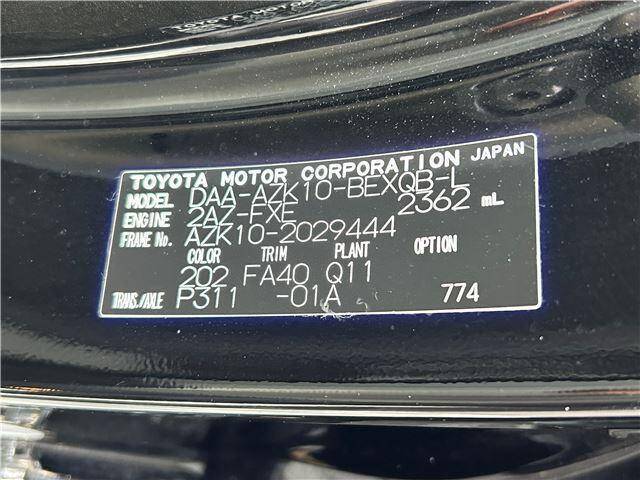 TOYOTA MOTOR CORPORATION JAPAN
MODEL DAA-AZK10-BEXQB-L
ENGINE 2AZ-FXE 2362 mL
FRAME No. AZK10-2029444
COLOR TRIM PLANT OPTION
202 FA40 Q11
TRANS./AXLE P311 -01A 774